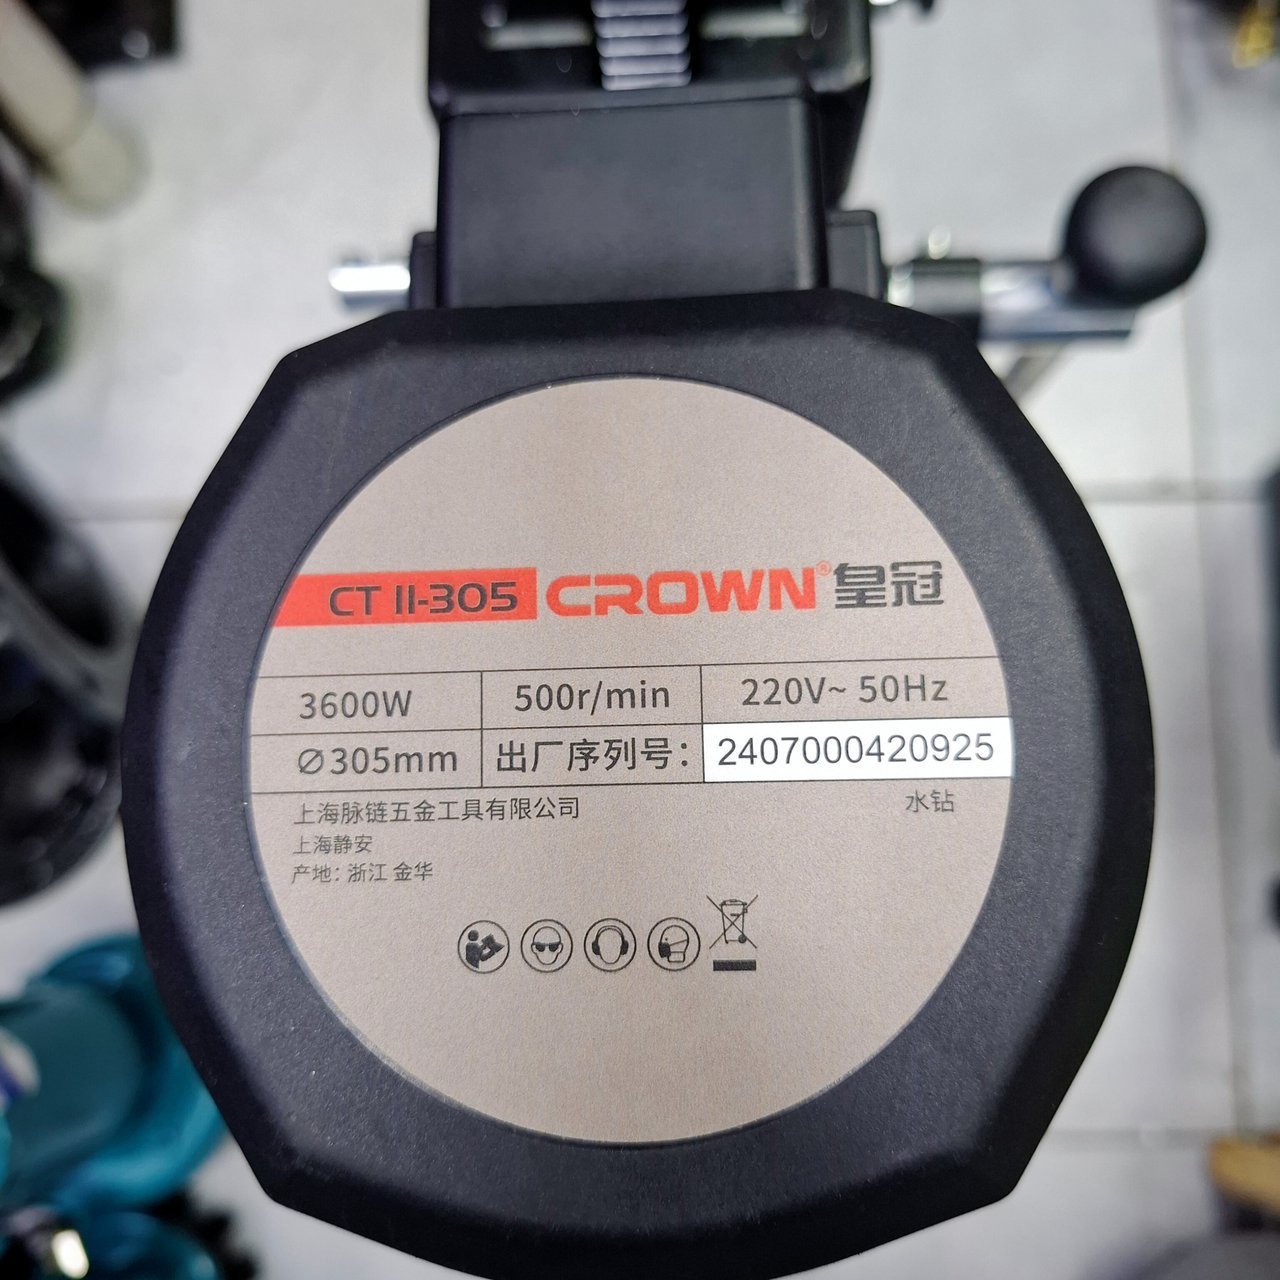 CT II-305 CROWN® 皇冠
3600W 500r/min 220V~ 50Hz
Ø305mm 出厂序列号: 2407000420925
上海脉链五金工具有限公司 水钻
上海静安
产地: 浙江 金华